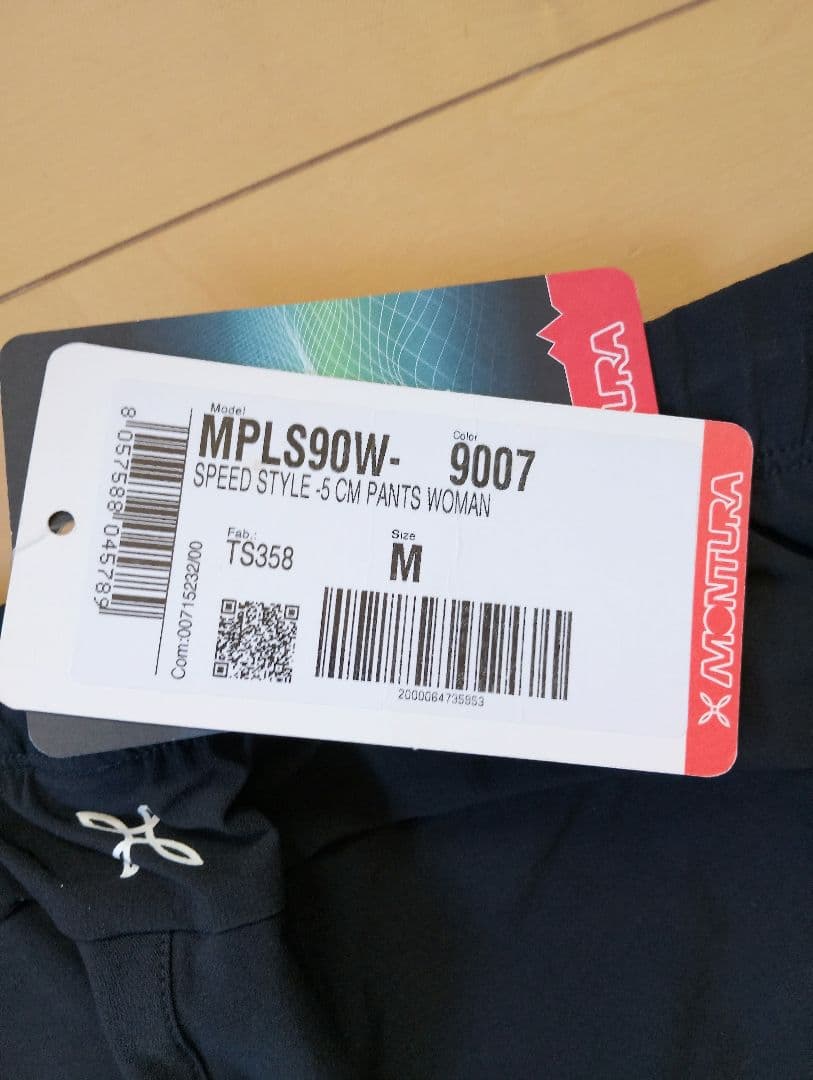 URA
Model
MPLS90W-
Color
9007
SPEED STYLE -5 CM PANTS WOMAN
Fab.:
TS358
Size
M
8 057588 045789
Com:00715232/00
2000064735953
MONTURA